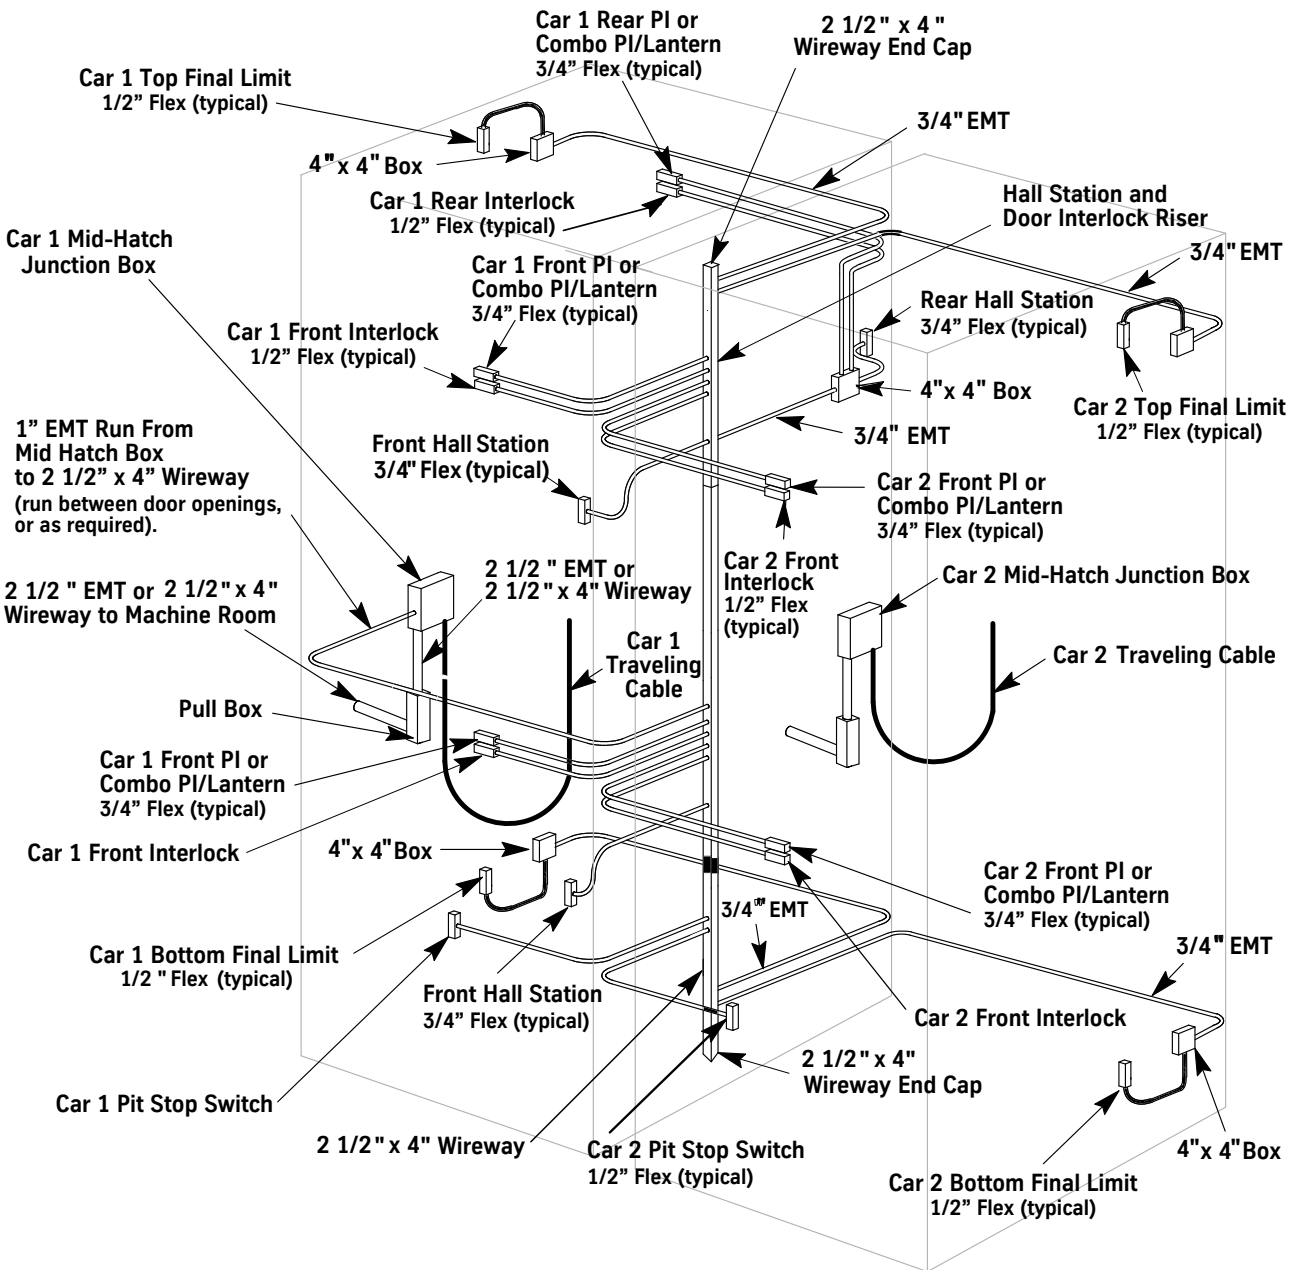 Car 1 Rear PI or
Combo PI/Lantern
3/4” Flex (typical)
2 1/2" x 4 "
Wireway End Cap
Car 1 Top Final Limit
1/2” Flex (typical)
3/4" EMT
4"x 4" Box
Car 1 Rear Interlock
1/2” Flex (typical)
Hall Station and
Door Interlock Riser
Car 1 Mid-Hatch
Junction Box
3/4" EMT
Car 1 Front PI or
Combo PI/Lantern
3/4” Flex (typical)
Rear Hall Station
3/4” Flex (typical)
Car 1 Front Interlock
1/2” Flex (typical)
4"x 4" Box
Car 2 Top Final Limit
1/2” Flex (typical)
1” EMT Run From
Mid Hatch Box
to 2 1/2” x 4” Wireway
(run between door openings,
or as required).
Front Hall Station
3/4" Flex (typical)
3/4" EMT
Car 2 Front PI or
Combo PI/Lantern
3/4” Flex (typical)
2 1/2 " EMT or 2 1/2" x 4"
Wireway to Machine Room
2 1/2 " EMT or
2 1/2"x 4" Wireway
Car 2 Front
Interlock
1/2” Flex
(typical)
Car 2 Mid-Hatch Junction Box
Car 1
Traveling
Cable
Car 2 Traveling Cable
Pull Box
Car 1 Front PI or
Combo PI/Lantern
3/4” Flex (typical)
Car 1 Front Interlock
4"x 4"Box
Car 2 Front PI or
Combo PI/Lantern
3/4” Flex (typical)
3/4" EMT
3/4" EMT
Car 1 Bottom Final Limit
1/2 " Flex (typical)
Front Hall Station
3/4” Flex (typical)
Car 2 Front Interlock
2 1/2" x 4"
Wireway End Cap
Car 1 Pit Stop Switch
2 1/2" x 4" Wireway
Car 2 Pit Stop Switch
1/2” Flex (typical)
4"x 4"Box
Car 2 Bottom Final Limit
1/2” Flex (typical)